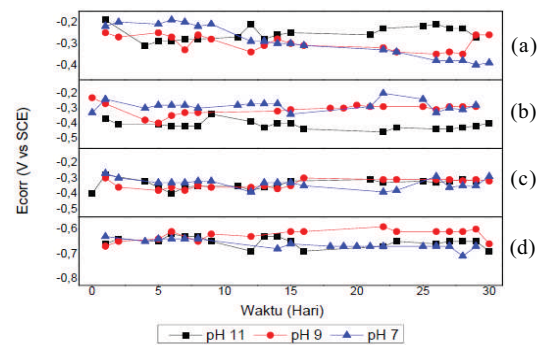 -0,2
-0,3
-0,4
(a)
-0,2
-0,3
-0,4
-0,5
(b)
-0,2
-0,3
-0,4
-0,5
(c)
-0,6
-0,7
-0,8
(d)
Ecorr (V vs SCE)
0 5 10 15 20 25 30
Waktu (Hari)
pH 11 pH 9 pH 7